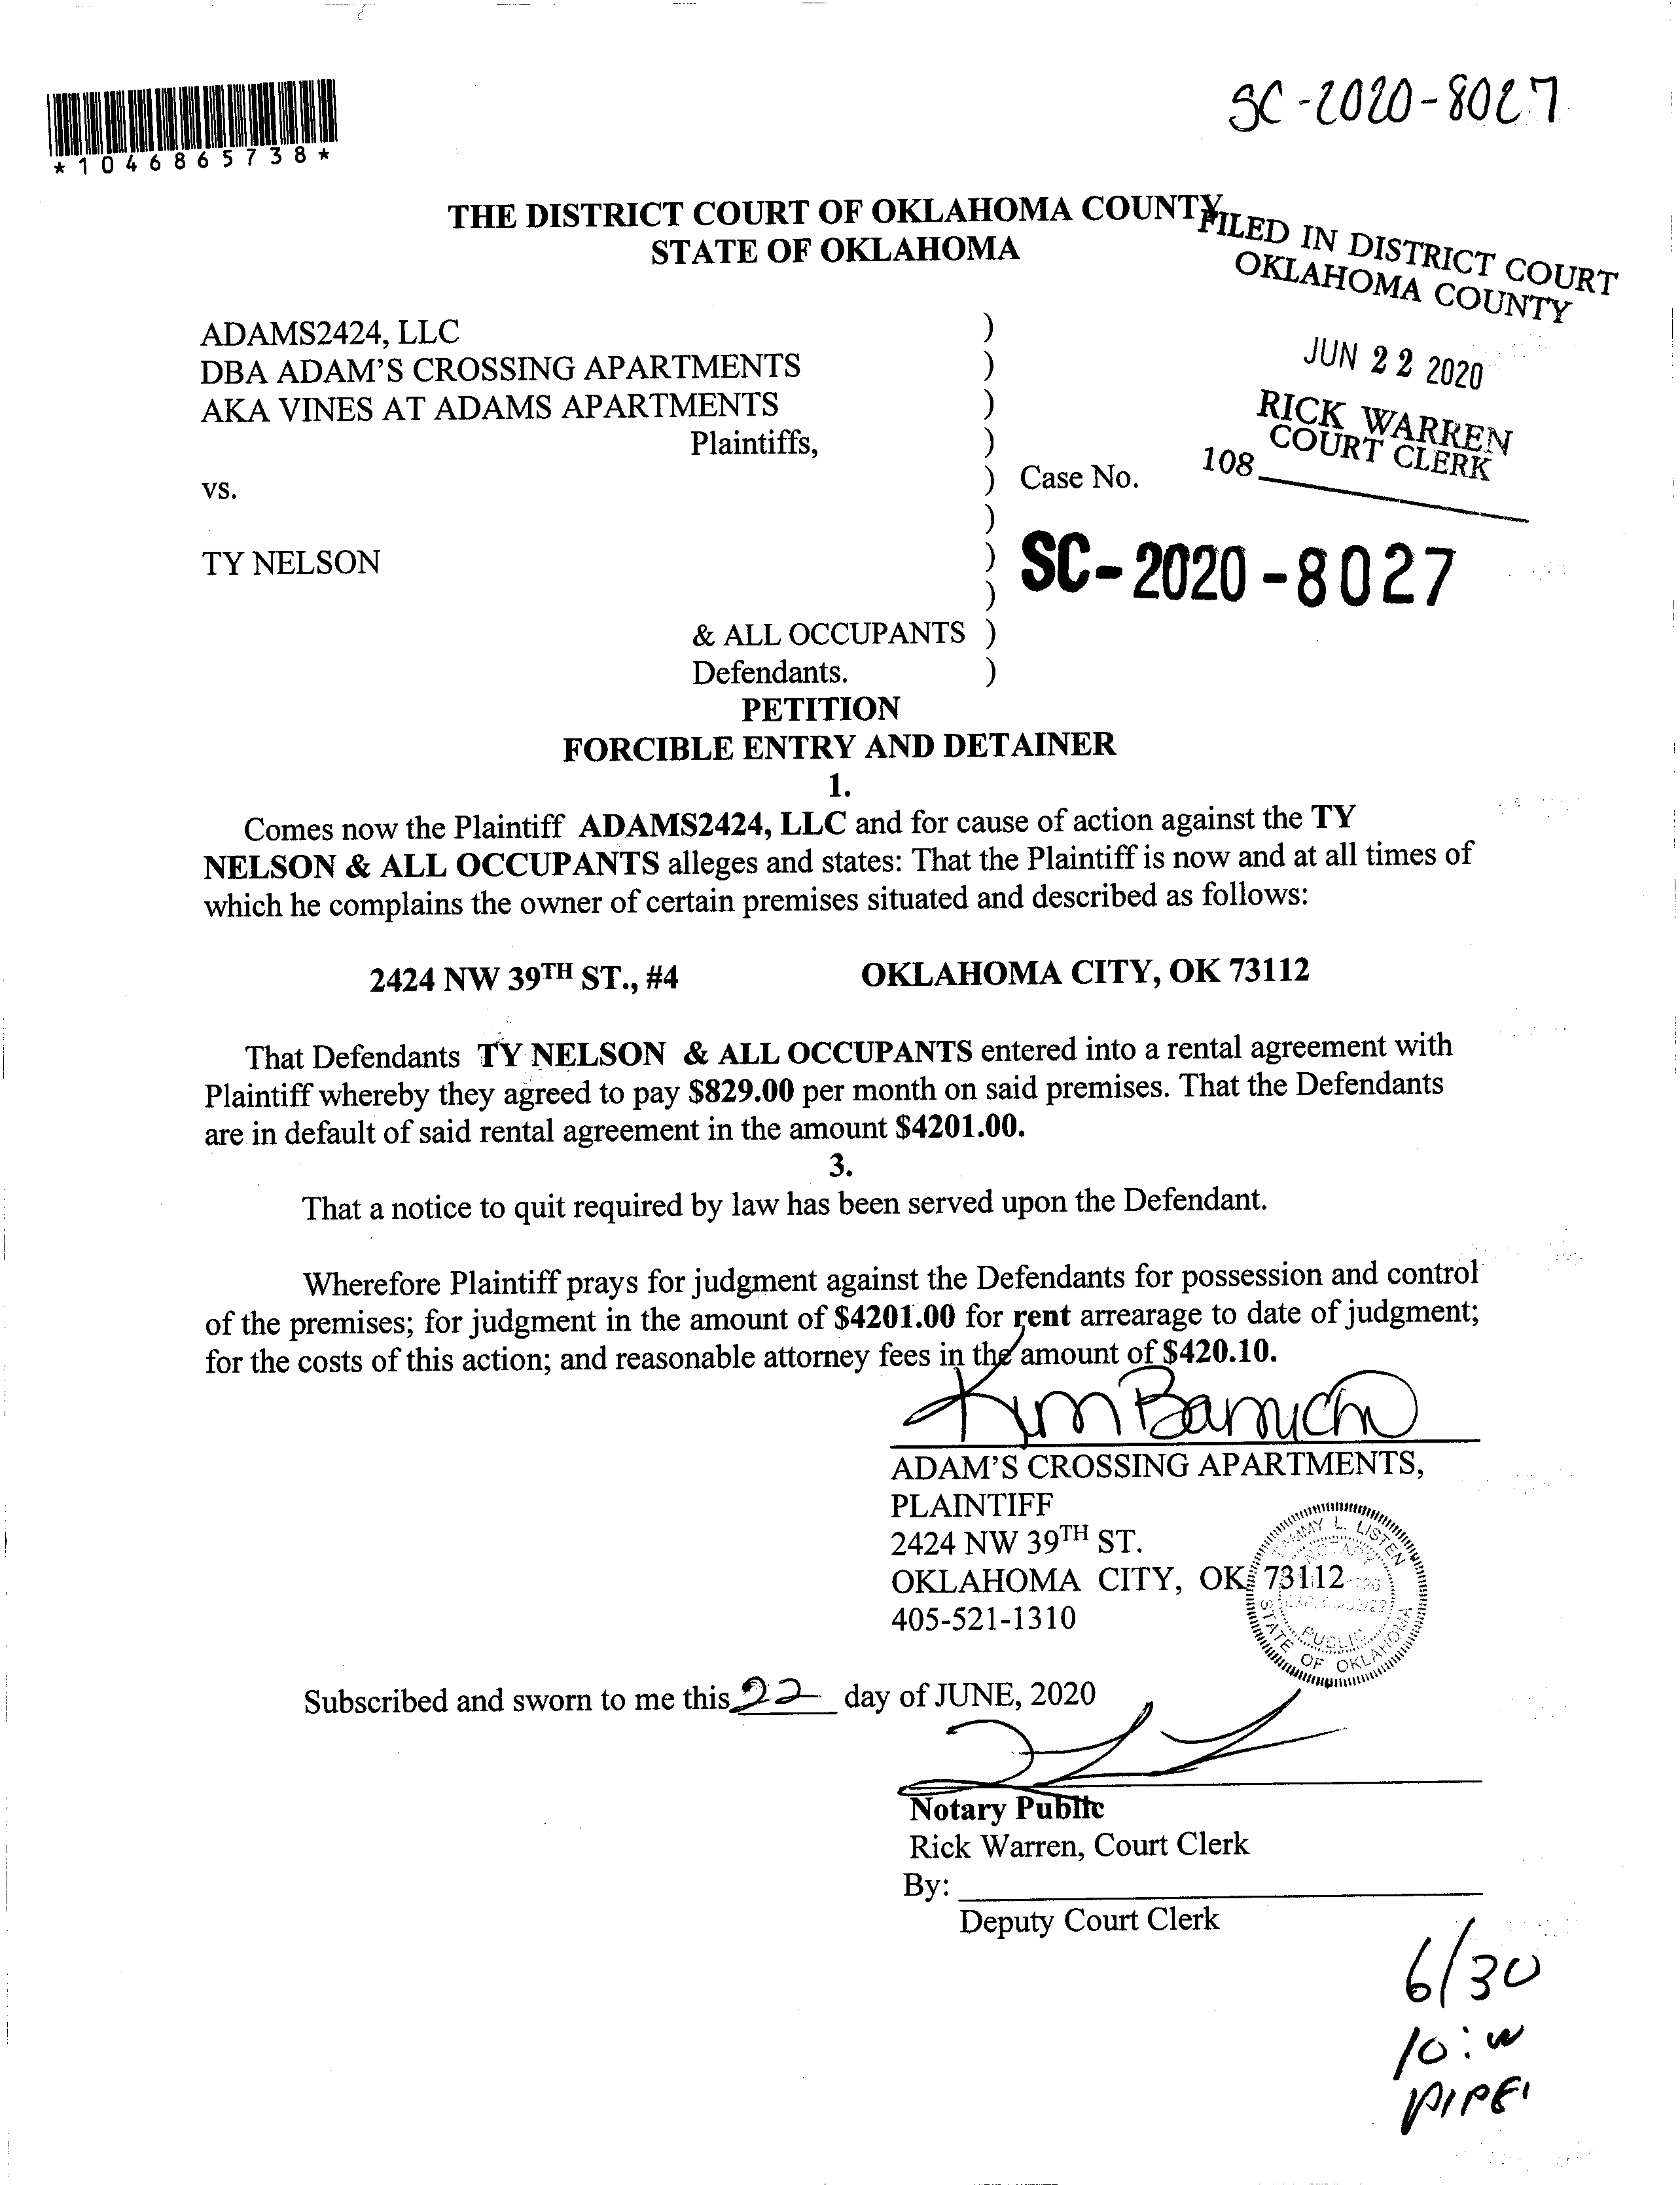 SC-2020-8027
*1046865738*
THE DISTRICT COURT OF OKLAHOMA COUNTY
STATE OF OKLAHOMA
FILED IN DISTRICT COURT
OKLAHOMA COUNTY
JUN 22 2020
RICK WARREN
COURT CLERK
108
ADAMS2424, LLC )
DBA ADAM'S CROSSING APARTMENTS )
AKA VINES AT ADAMS APARTMENTS )
Plaintiffs, )
vs. ) Case No.
)
TY NELSON ) SC-2020-8027
)
& ALL OCCUPANTS )
Defendants. )
PETITION
FORCIBLE ENTRY AND DETAINER
1.
Comes now the Plaintiff ADAMS2424, LLC and for cause of action against the TY
NELSON & ALL OCCUPANTS alleges and states: That the Plaintiff is now and at all times of
which he complains the owner of certain premises situated and described as follows:
2424 NW 39TH ST., #4 OKLAHOMA CITY, OK 73112
That Defendants TY NELSON & ALL OCCUPANTS entered into a rental agreement with
Plaintiff whereby they agreed to pay $829.00 per month on said premises. That the Defendants
are in default of said rental agreement in the amount $4201.00.
3.
That a notice to quit required by law has been served upon the Defendant.
Wherefore Plaintiff prays for judgment against the Defendants for possession and control
of the premises; for judgment in the amount of $4201.00 for rent arrearage to date of judgment;
for the costs of this action; and reasonable attorney fees in the amount of $420.10.
Kim
ADAM'S CROSSING APARTMENTS,
PLAINTIFF
2424 NW 39TH ST.
OKLAHOMA CITY, OK 73112
405-521-1310
TAMMY L. LISTEN
NOTARY
PUBLIC
STATE OF OKLAHOMA
Subscribed and sworn to me this 22 day of JUNE, 2020
Notary Public
Rick Warren, Court Clerk
By:
Deputy Court Clerk
6/30
10: